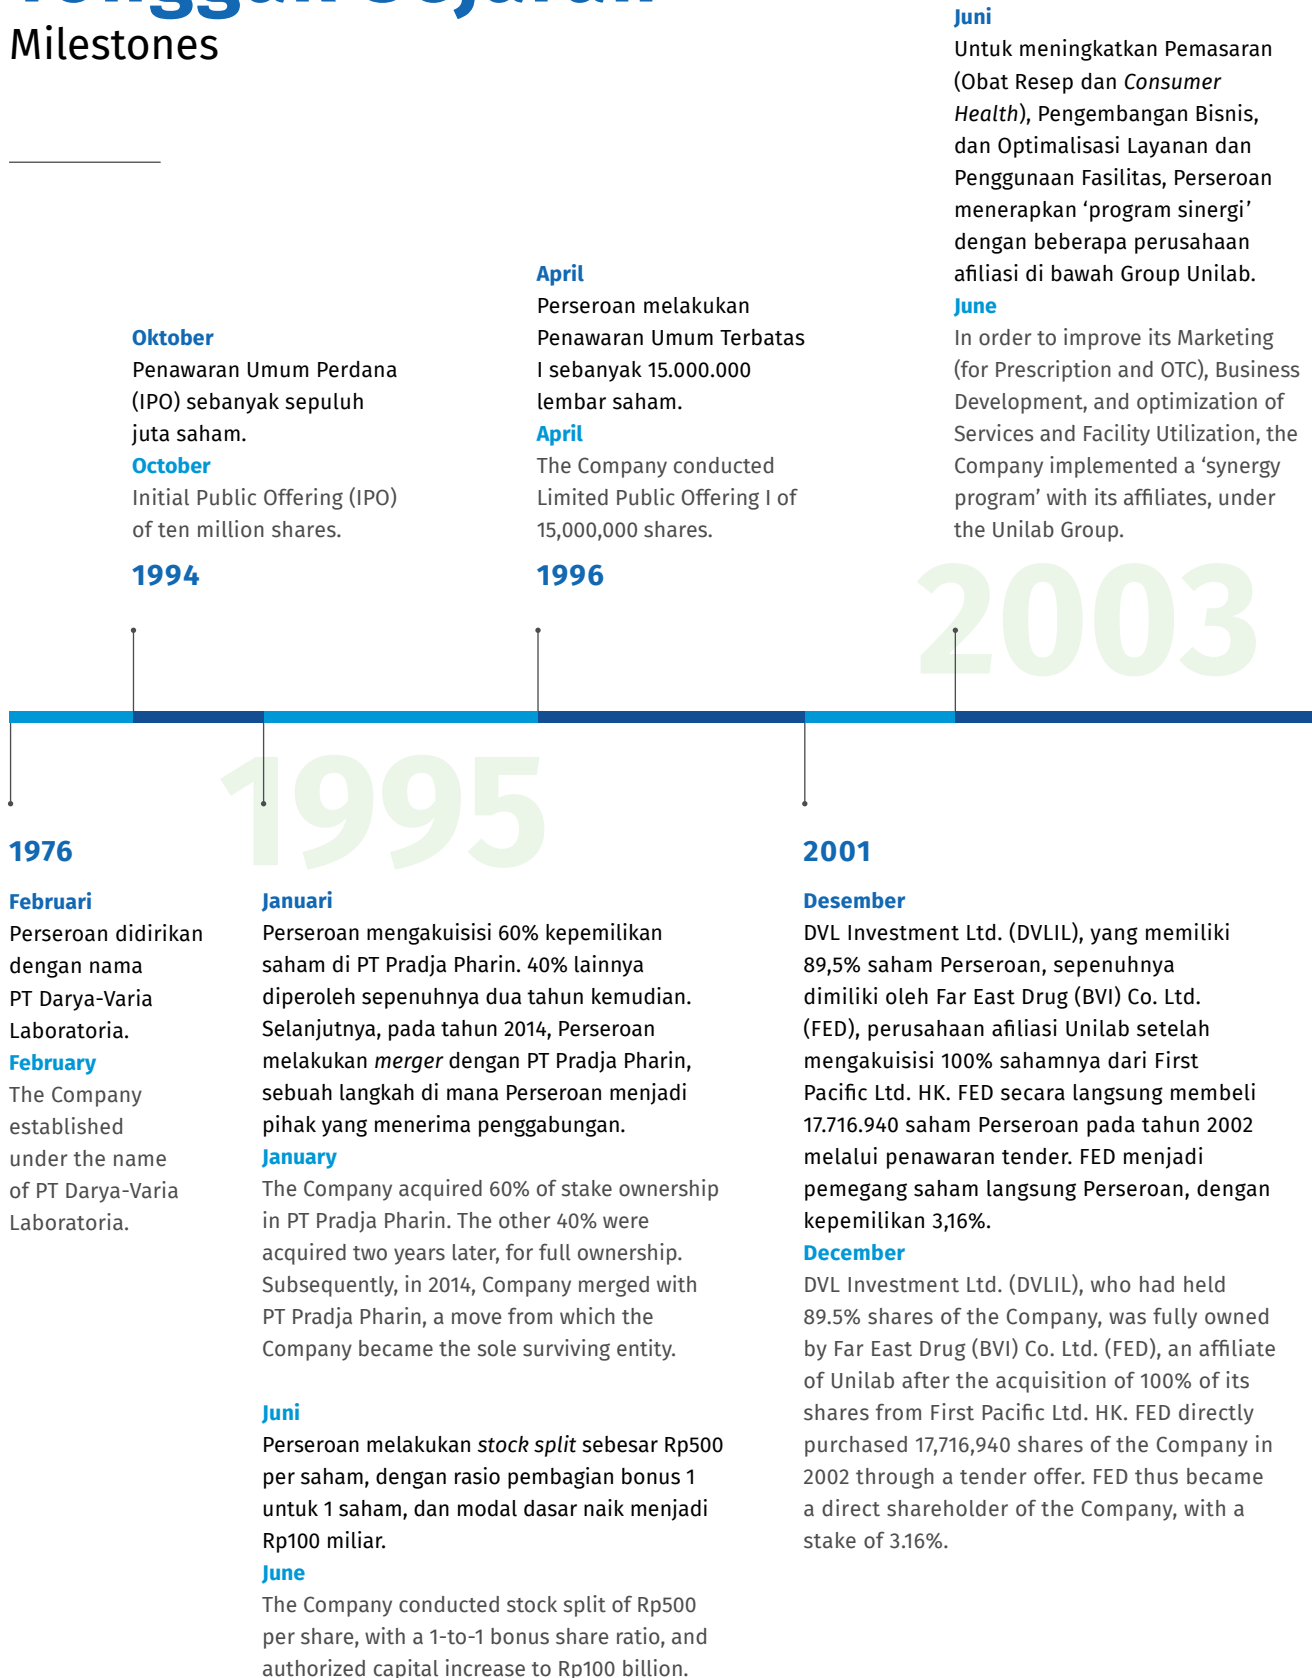 Tonggak Sejarah
Milestones
1976
Februari
Perseroan didirikan
dengan nama
PT Darya-Varia
Laboratoria.
February
The Company
established
under the name
of PT Darya-Varia
Laboratoria.
Oktober
Penawaran Umum Perdana
(IPO) sebanyak sepuluh
juta saham.
October
Initial Public Offering (IPO)
of ten million shares.
1994
1995
Januari
Perseroan mengakuisisi 60% kepemilikan
saham di PT Pradja Pharin. 40% lainnya
diperoleh sepenuhnya dua tahun kemudian.
Selanjutnya, pada tahun 2014, Perseroan
melakukan merger dengan PT Pradja Pharin,
sebuah langkah di mana Perseroan menjadi
pihak yang menerima penggabungan.
January
The Company acquired 60% of stake ownership
in PT Pradja Pharin. The other 40% were
acquired two years later, for full ownership.
Subsequently, in 2014, Company merged with
PT Pradja Pharin, a move from which the
Company became the sole surviving entity.
Juni
Perseroan melakukan stock split sebesar Rp500
per saham, dengan rasio pembagian bonus 1
untuk 1 saham, dan modal dasar naik menjadi
Rp100 miliar.
June
The Company conducted stock split of Rp500
per share, with a 1-to-1 bonus share ratio, and
authorized capital increase to Rp100 billion.
April
Perseroan melakukan
Penawaran Umum Terbatas
I sebanyak 15.000.000
lembar saham.
April
The Company conducted
Limited Public Offering I of
15,000,000 shares.
1996
2001
Desember
DVL Investment Ltd. (DVLIL), yang memiliki
89,5% saham Perseroan, sepenuhnya
dimiliki oleh Far East Drug (BVI) Co. Ltd.
(FED), perusahaan afiliasi Unilab setelah
mengakuisisi 100% sahamnya dari First
Pacific Ltd. HK. FED secara langsung membeli
17.716.940 saham Perseroan pada tahun 2002
melalui penawaran tender. FED menjadi
pemegang saham langsung Perseroan, dengan
kepemilikan 3,16%.
December
DVL Investment Ltd. (DVLIL), who had held
89.5% shares of the Company, was fully owned
by Far East Drug (BVI) Co. Ltd. (FED), an affiliate
of Unilab after the acquisition of 100% of its
shares from First Pacific Ltd. HK. FED directly
purchased 17,716,940 shares of the Company in
2002 through a tender offer. FED thus became
a direct shareholder of the Company, with a
stake of 3.16%.
Juni
Untuk meningkatkan Pemasaran
(Obat Resep dan Consumer
Health), Pengembangan Bisnis,
dan Optimalisasi Layanan dan
Penggunaan Fasilitas, Perseroan
menerapkan ‘program sinergi’
dengan beberapa perusahaan
afiliasi di bawah Group Unilab.
June
In order to improve its Marketing
(for Prescription and OTC), Business
Development, and optimization of
Services and Facility Utilization, the
Company implemented a ‘synergy
program’ with its affiliates, under
the Unilab Group.
2003